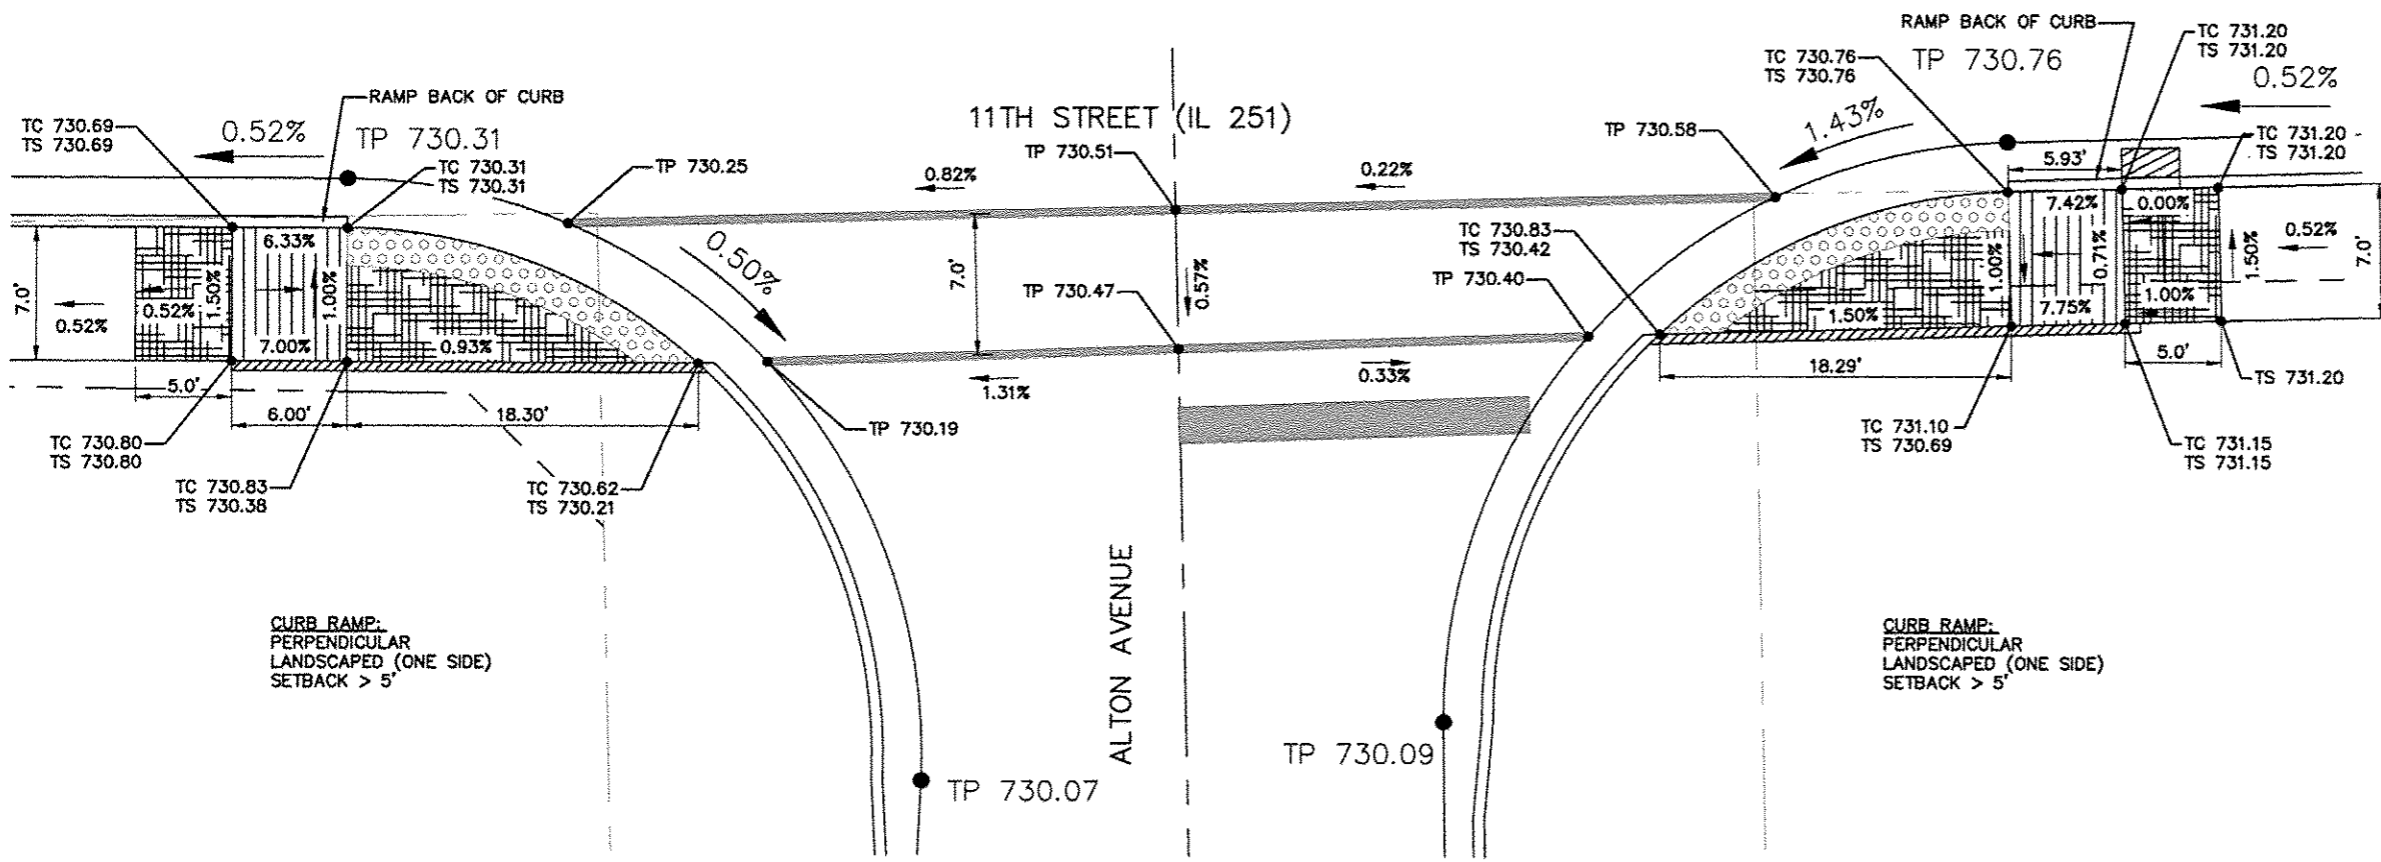 RAMP BACK OF CURB
TP 730.76
TC 731.20
TS 731.20
0.52%
TC 730.76
TS 730.76
1.43%
TP 730.58
5.93'
TC 731.20
TS 731.20
RAMP BACK OF CURB
TC 730.69
TS 730.69
0.52%
TP 730.31
TC 730.31
TS 730.31
TP 730.25
11TH STREET (IL 251)
TP 730.51
0.82%
0.22%
7.0'
0.52%
0.52%
1.50%
6.33%
7.00%
1.00%
0.93%
0.50%
7.0'
0.57%
TP 730.47
TC 730.83
TS 730.42
TP 730.40
1.50%
1.00%
7.42%
7.75%
0.71%
0.00%
1.00%
1.50%
0.52%
7.0'
5.0'
6.00'
18.30'
1.31%
0.33%
18.29'
5.0'
TS 731.20
TC 730.80
TS 730.80
TC 730.83
TS 730.38
TC 730.62
TS 730.21
TP 730.19
TC 731.10
TS 730.69
TC 731.15
TS 731.15
ALTON AVENUE
CURB RAMP:
PERPENDICULAR
LANDSCAPED (ONE SIDE)
SETBACK > 5'
CURB RAMP:
PERPENDICULAR
LANDSCAPED (ONE SIDE)
SETBACK > 5'
TP 730.07
TP 730.09